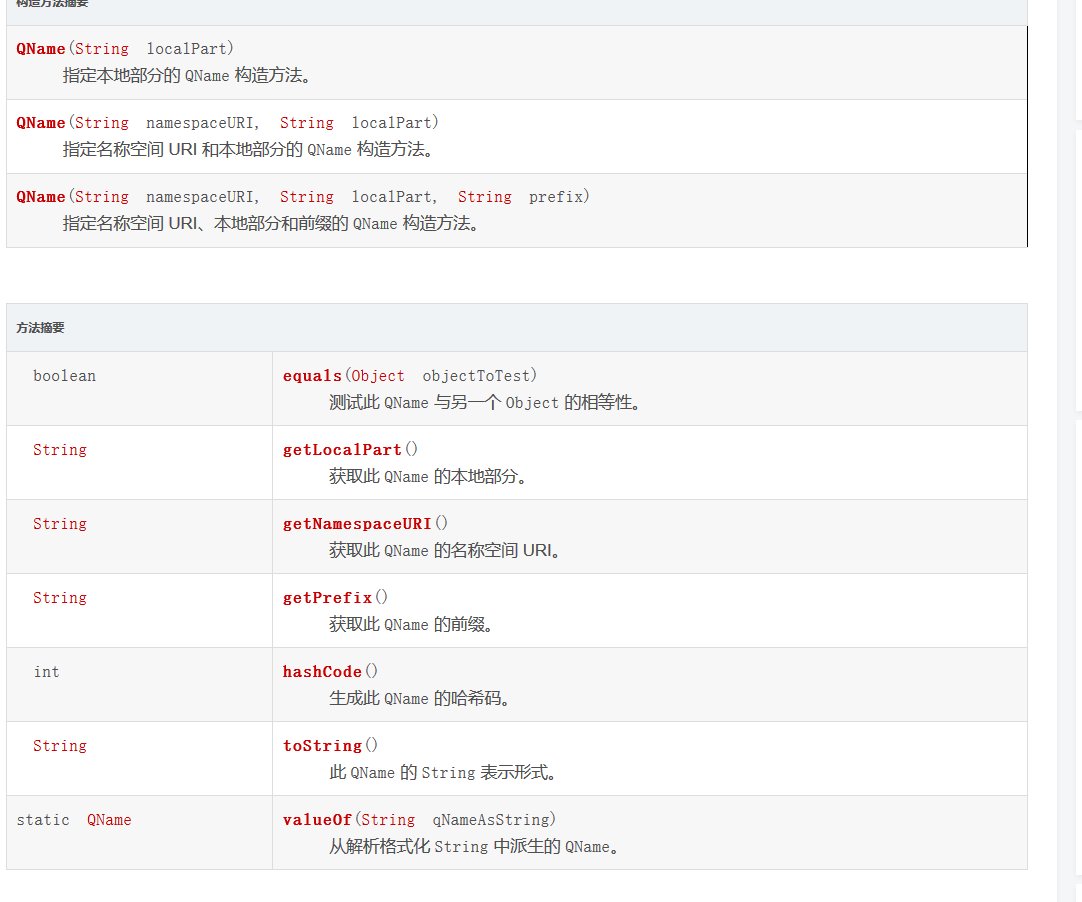 构造方法摘要
QName(String localPart)
指定本地部分的 QName 构造方法。
QName(String namespaceURI, String localPart)
指定名称空间 URI 和本地部分的 QName 构造方法。
QName(String namespaceURI, String localPart, String prefix)
指定名称空间 URI、本地部分和前缀的 QName 构造方法。
方法摘要
boolean equals(Object objectToTest)
测试此 QName 与另一个 Object 的相等性。
String getLocalPart()
获取此 QName 的本地部分。
String getNamespaceURI()
获取此 QName 的名称空间 URI。
String getPrefix()
获取此 QName 的前缀。
int hashCode()
生成此 QName 的哈希码。
String toString()
此 QName 的 String 表示形式。
static QName valueOf(String qNameAsString)
从解析格式化 String 中派生的 QName。